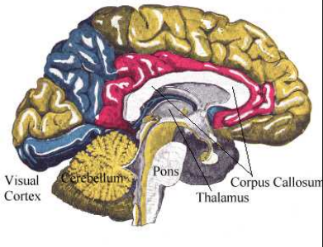 Visual
Cortex
Cerebellum
Pons
Corpus Callosum
Thalamus